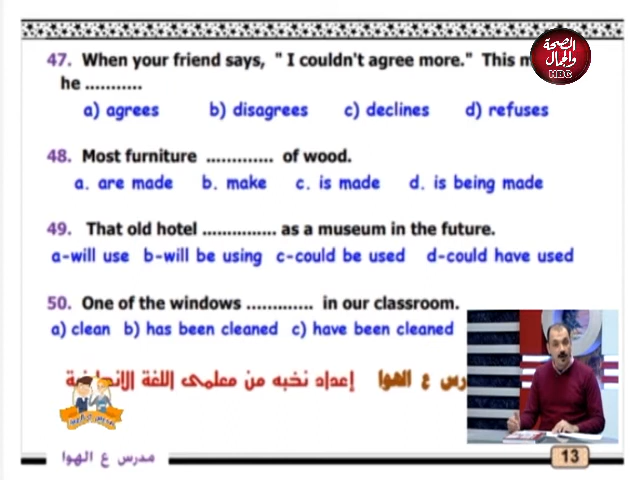 الصحة
والجمال
HBC
47. When your friend says, " I couldn't agree more." This
he ...........
a) agrees b) disagrees c) declines d) refuses
48. Most furniture ............. of wood.
a. are made b. make c. is made d. is being made
49. That old hotel ............... as a museum in the future.
a-will use b-will be using c-could be used d-could have used
50. One of the windows ............. in our classroom.
a) clean b) has been cleaned c) have been cleaned
ع الهوا إعداد نخبه من معلمى اللغة
مدرس ع الهوا
13